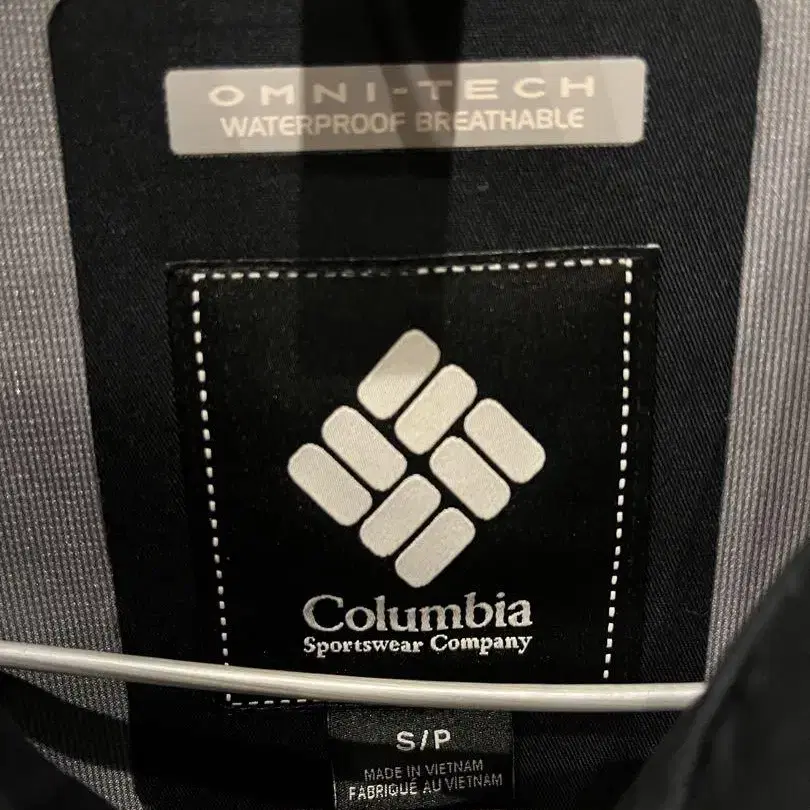 OMNI-TECH
WATERPROOF BREATHABLE
Columbia
Sportswear Company
S/P
MADE IN VIETNAM
FABRIQUÉ AU VIETNAM